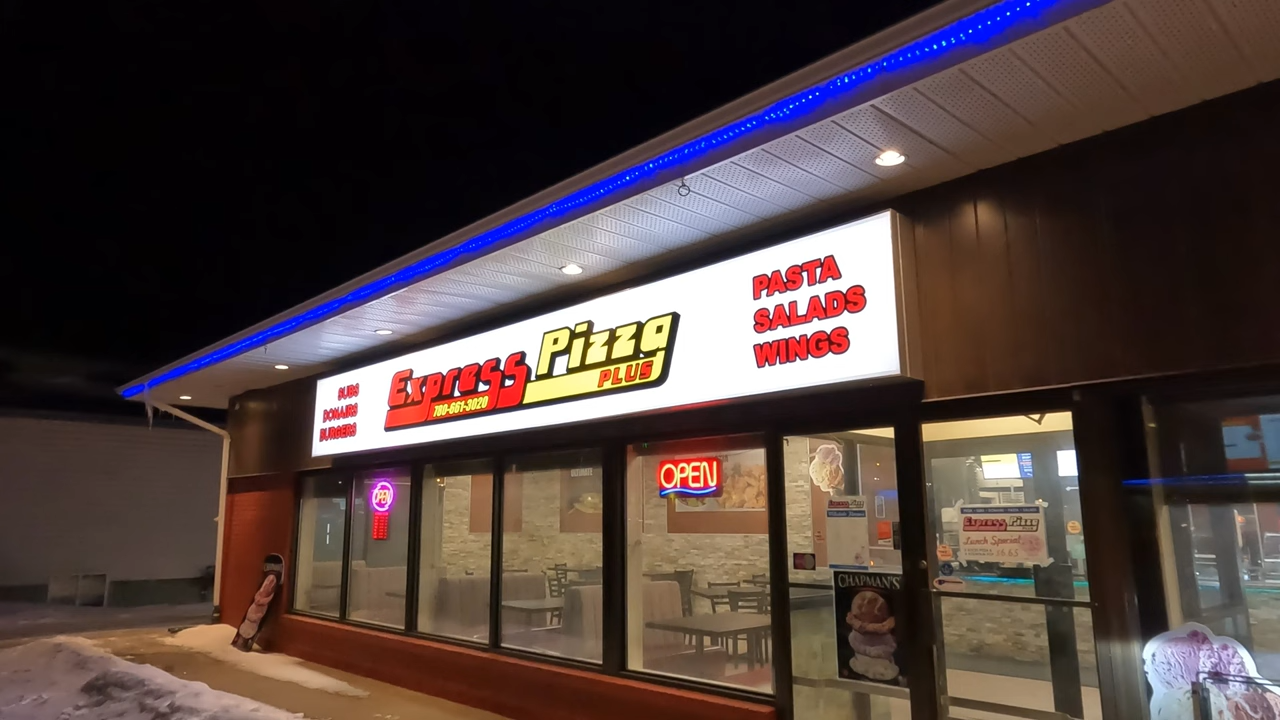 SUBS
DONAIRS
BURGERS
Express Pizza
PLUS
780-661-3020
PASTA
SALADS
WINGS
OPEN
OPEN
Express Pizza
Lunch Special
CHAPMAN'S